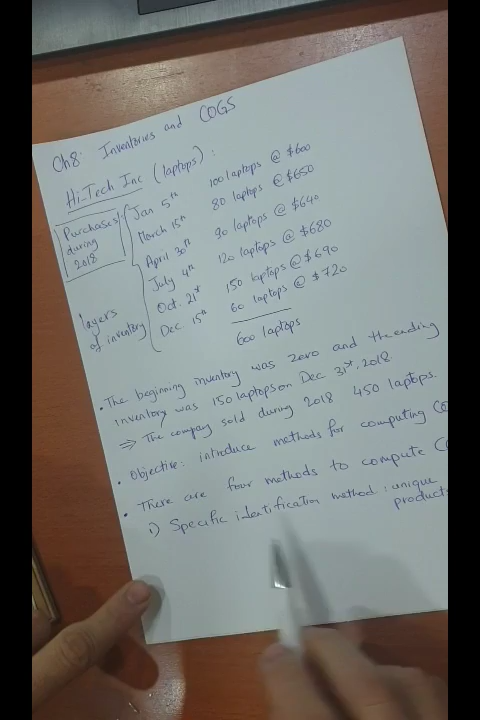 Ch8: Inventories and COGS
Hi-Tech Inc (laptops):
Purchases during 2018
Jan 5th 100 laptops @ $600
March 15th 80 laptops @ $650
April 30th 90 laptops @ $640
July 4th 120 laptops @ $680
Oct. 21st 150 laptops @ $690
Dec. 15th 60 laptops @ $720
layers of inventory
600 laptops
• The beginning inventory was zero and the ending
inventory was 150 laptops on Dec 31st, 2018.
⇒ The company sold during 2018 450 laptops.
• Objective: introduce methods for computing
• There are four methods to compute
1) Specific identification method: unique
products